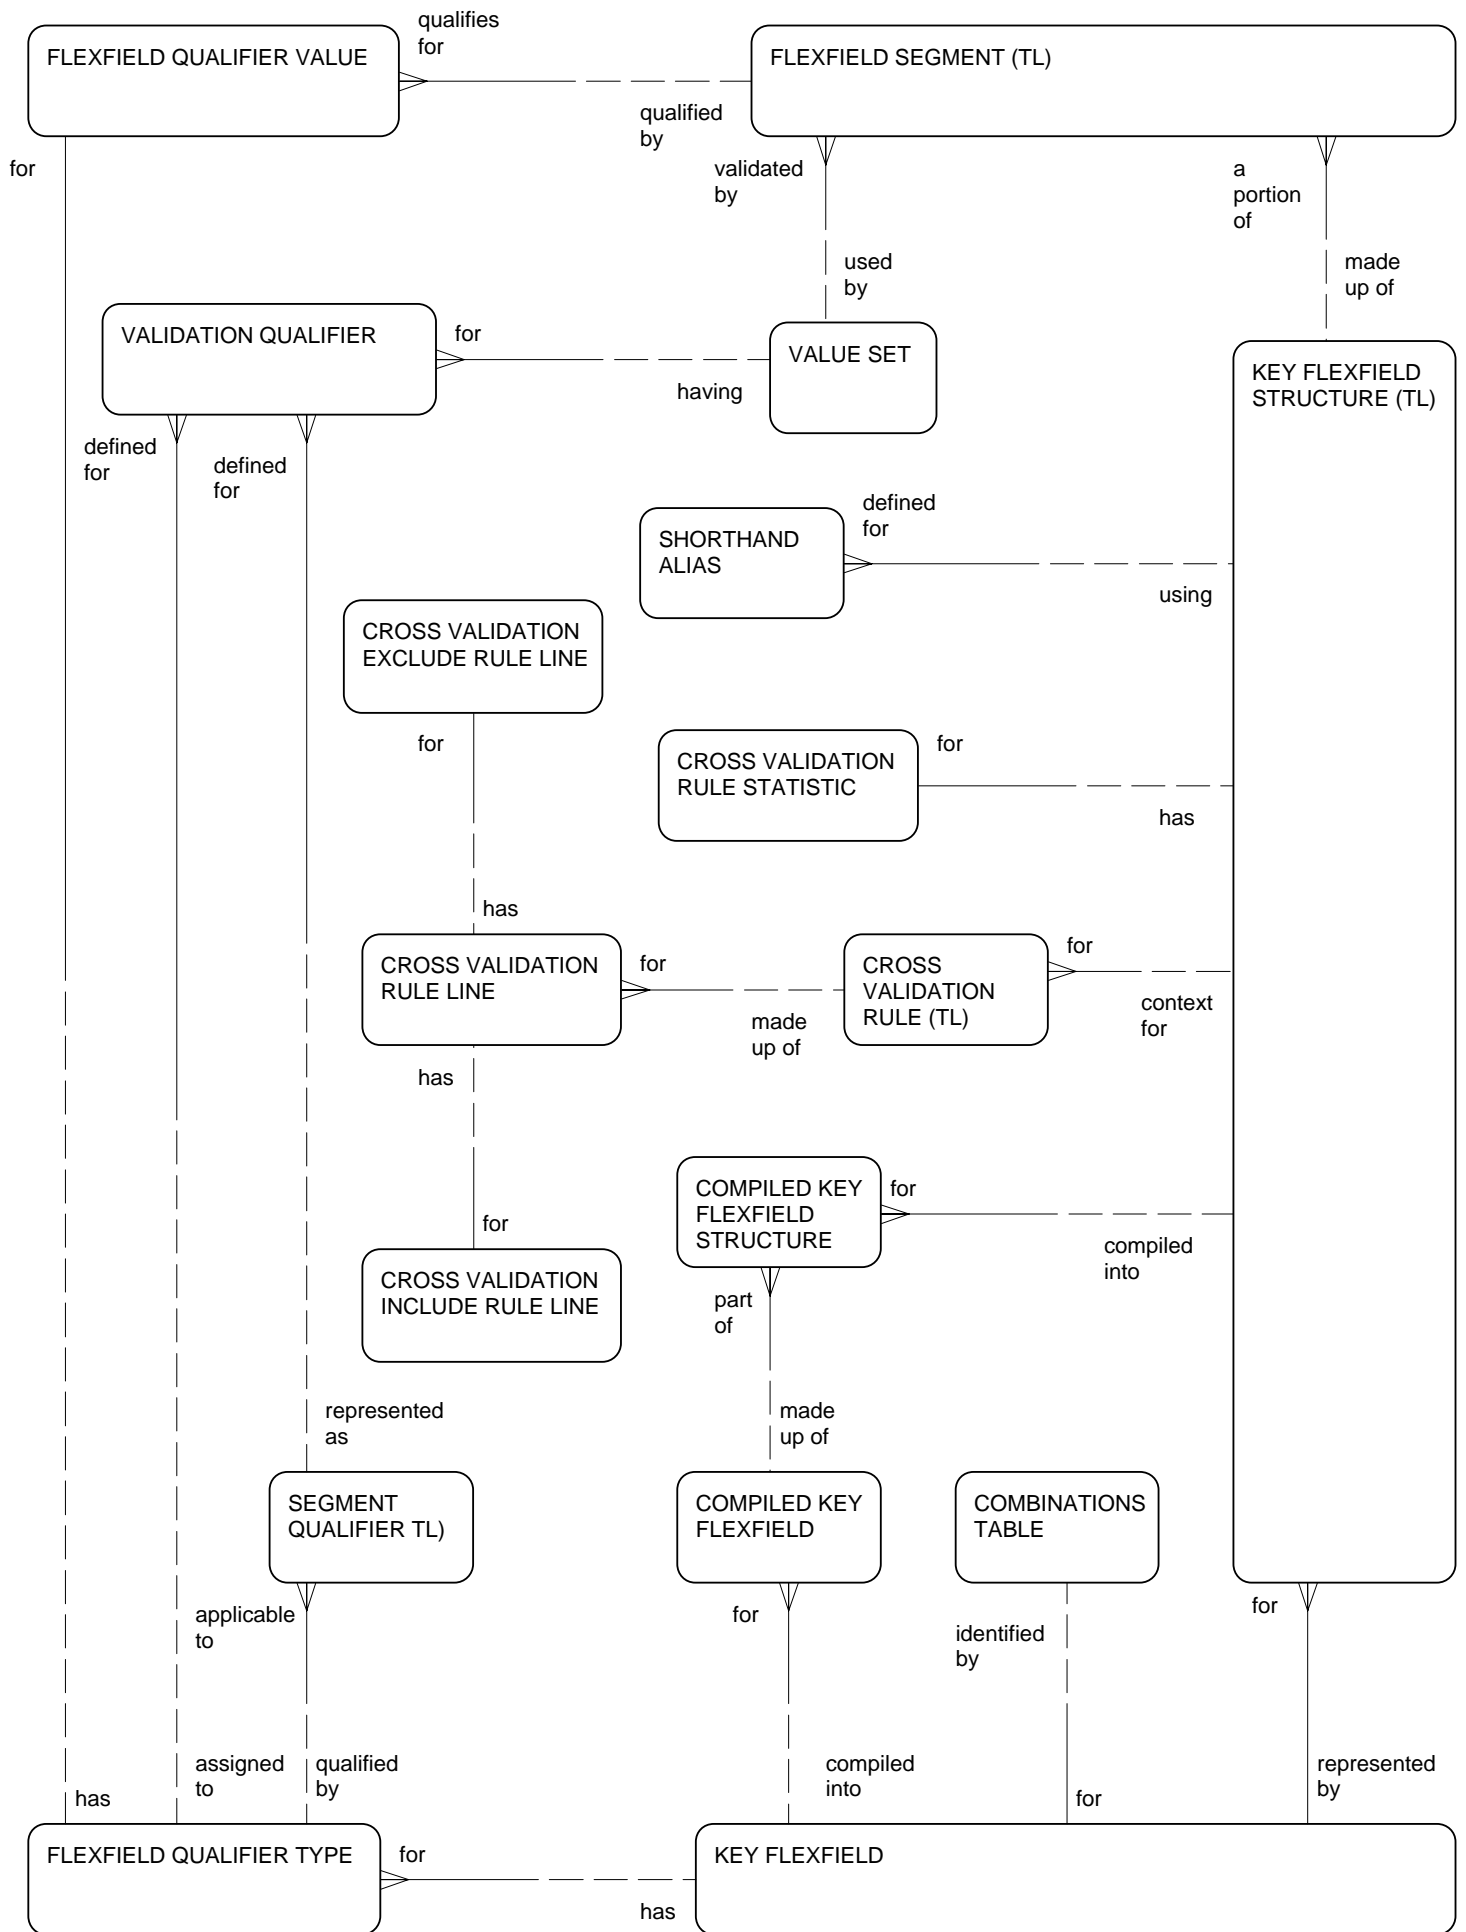 qualifies
for
FLEXFIELD QUALIFIER VALUE
FLEXFIELD SEGMENT (TL)
qualified
by
for
validated
by
a
portion
of
used
by
made
up of
VALIDATION QUALIFIER
for
VALUE SET
having
KEY FLEXFIELD
STRUCTURE (TL)
defined
for
defined
for
defined
for
SHORTHAND
ALIAS
using
CROSS VALIDATION
EXCLUDE RULE LINE
for
CROSS VALIDATION
RULE STATISTIC
for
has
has
CROSS VALIDATION
RULE LINE
for
made
up of
CROSS
VALIDATION
RULE (TL)
for
context
for
has
for
CROSS VALIDATION
INCLUDE RULE LINE
COMPILED KEY
FLEXFIELD
STRUCTURE
for
compiled
into
part
of
represented
as
made
up of
SEGMENT
QUALIFIER TL)
COMPILED KEY
FLEXFIELD
COMBINATIONS
TABLE
applicable
to
for
identified
by
for
has
assigned
to
qualified
by
compiled
into
for
represented
by
FLEXFIELD QUALIFIER TYPE
for
has
KEY FLEXFIELD